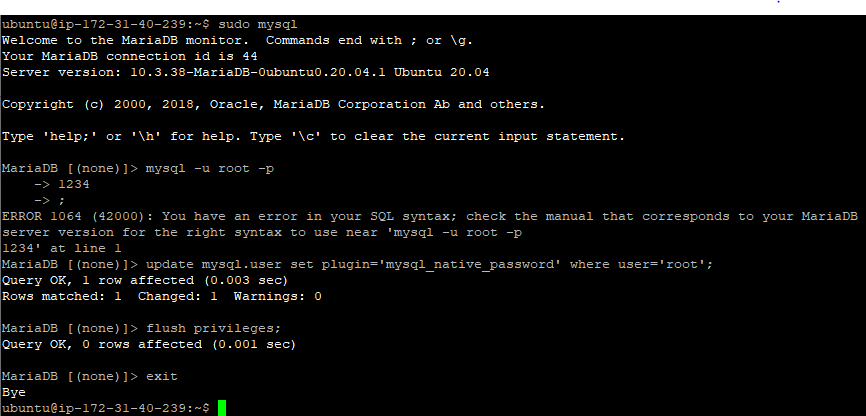 ubuntu@ip-172-31-40-239:~$ sudo mysql
Welcome to the MariaDB monitor.  Commands end with ; or \g.
Your MariaDB connection id is 44
Server version: 10.3.38-MariaDB-0ubuntu0.20.04.1 Ubuntu 20.04
Copyright (c) 2000, 2018, Oracle, MariaDB Corporation Ab and others.
Type 'help;' or '\h' for help. Type '\c' to clear the current input statement.
MariaDB [(none)]> mysql -u root -p
    -> 1234
    -> ;
ERROR 1064 (42000): You have an error in your SQL syntax; check the manual that corresponds to your MariaDB
server version for the right syntax to use near 'mysql -u root -p
1234' at line 1
MariaDB [(none)]> update mysql.user set plugin='mysql_native_password' where user='root';
Query OK, 1 row affected (0.003 sec)
Rows matched: 1  Changed: 1  Warnings: 0
MariaDB [(none)]> flush privileges;
Query OK, 0 rows affected (0.001 sec)
MariaDB [(none)]> exit
Bye
ubuntu@ip-172-31-40-239:~$